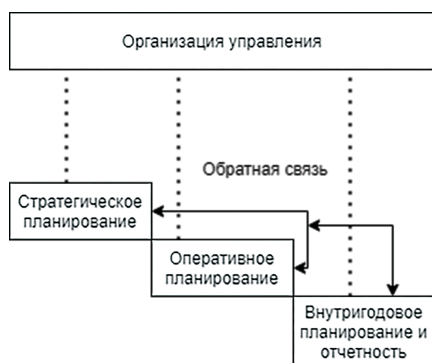 Организация управления
Обратная связь
Стратегическое
планирование
Оперативное
планирование
Внутригодовое
планирование и
отчетность